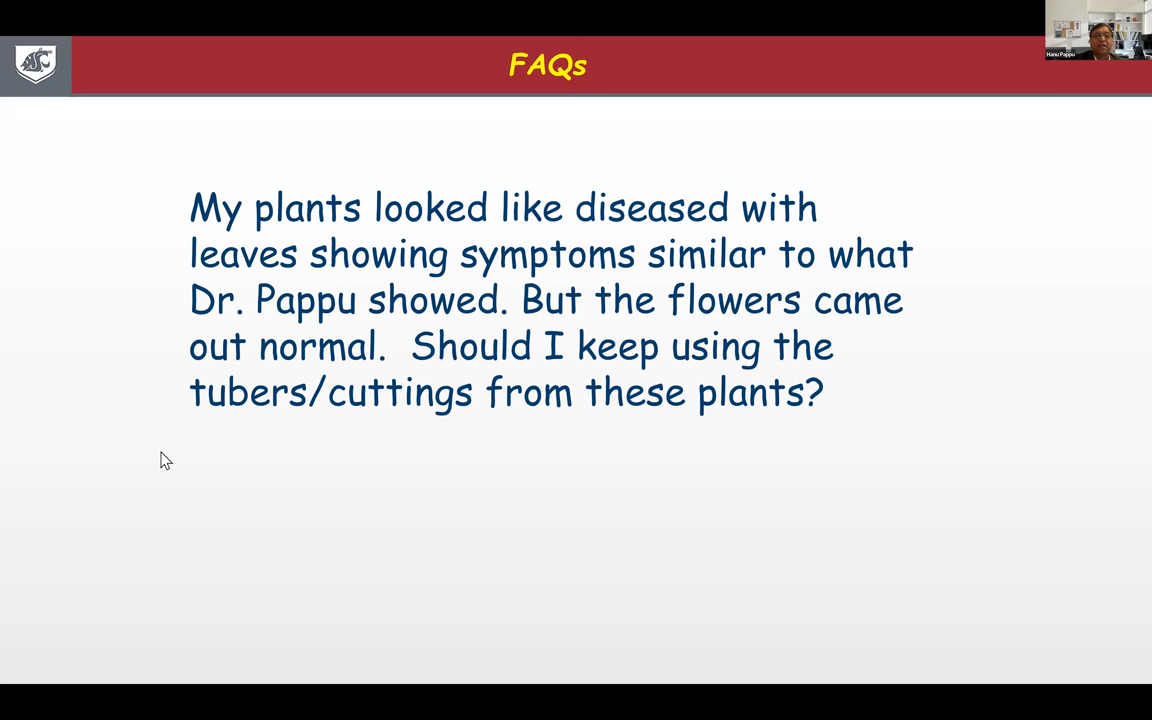 FAQs
Hanu Pappu
My plants looked like diseased with
leaves showing symptoms similar to what
Dr. Pappu showed. But the flowers came
out normal.  Should I keep using the
tubers/cuttings from these plants?